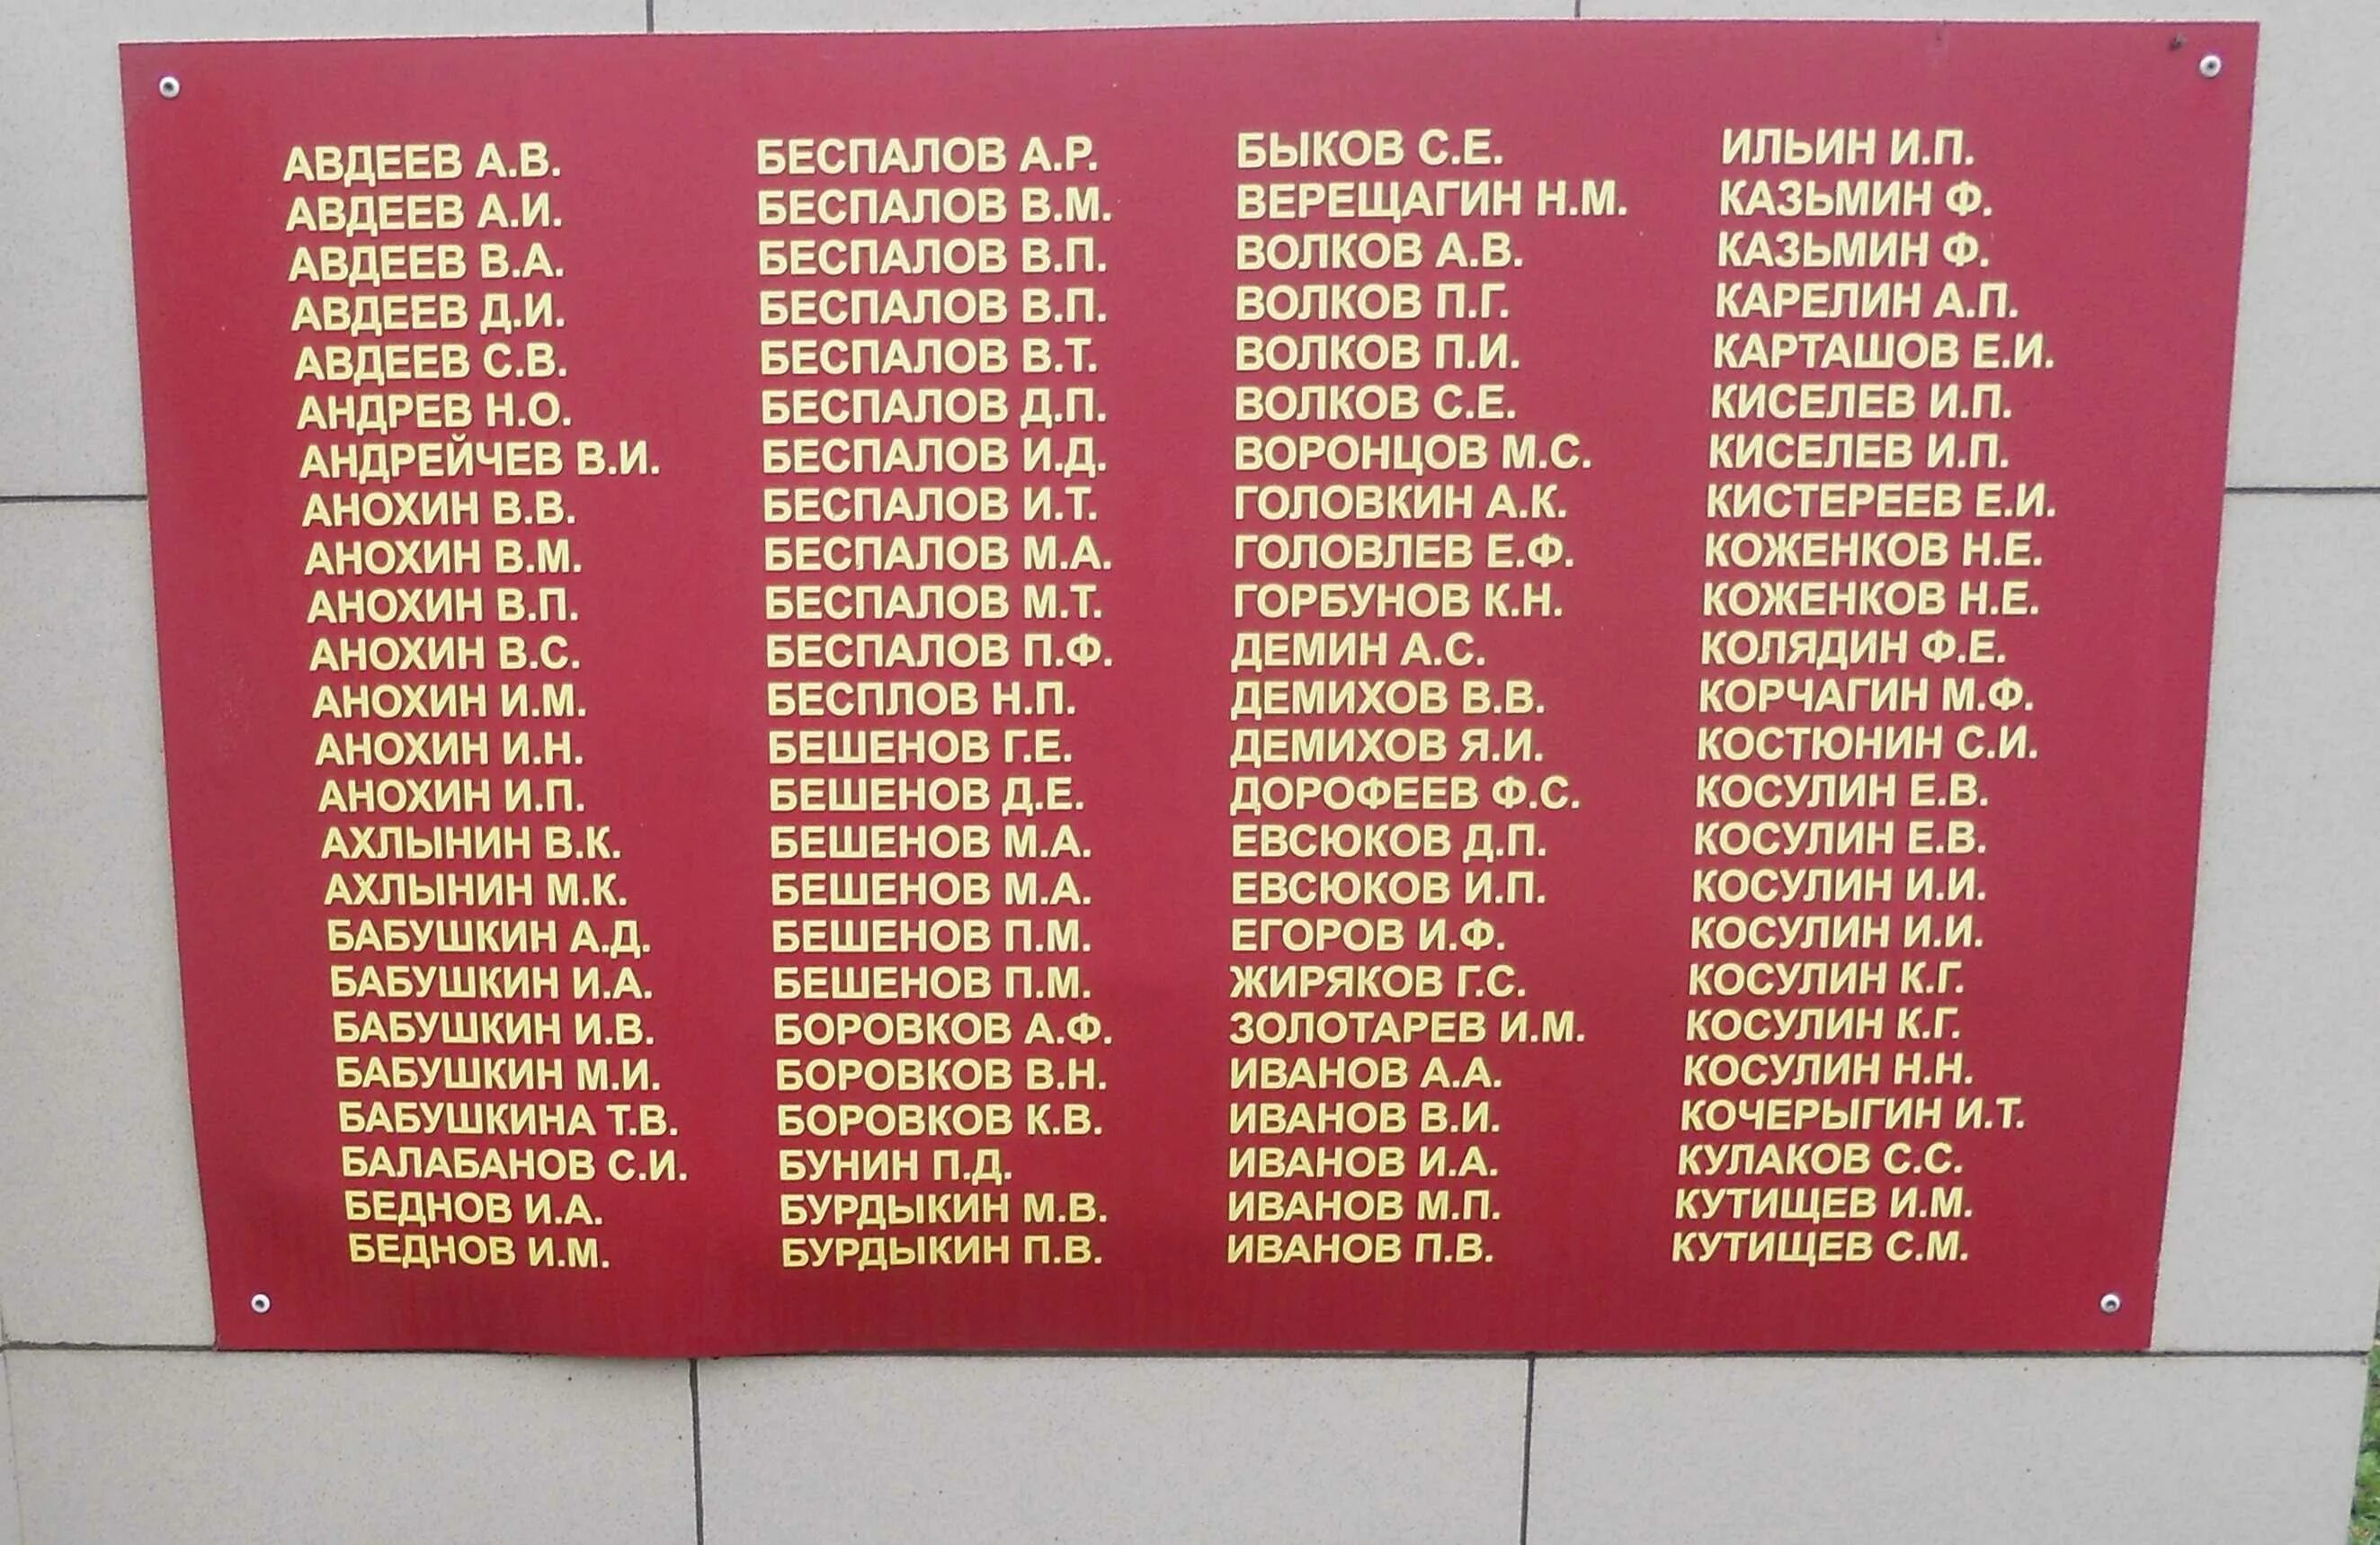 АВДЕЕВ А.В.
АВДЕЕВ А.И.
АВДЕЕВ В.А.
АВДЕЕВ Д.И.
АВДЕЕВ С.В.
АНДРЕВ Н.О.
АНДРЕЙЧЕВ В.И.
АНОХИН В.В.
АНОХИН В.М.
АНОХИН В.П.
АНОХИН В.С.
АНОХИН И.М.
АНОХИН И.Н.
АНОХИН И.П.
АХЛЫНИН В.К.
АХЛЫНИН М.К.
БАБУШКИН А.Д.
БАБУШКИН И.А.
БАБУШКИН И.В.
БАБУШКИН М.И.
БАБУШКИНА Т.В.
БАЛАБАНОВ С.И.
БЕДНОВ И.А.
БЕДНОВ И.М.
БЕСПАЛОВ А.Р.
БЕСПАЛОВ В.М.
БЕСПАЛОВ В.П.
БЕСПАЛОВ В.П.
БЕСПАЛОВ В.Т.
БЕСПАЛОВ Д.П.
БЕСПАЛОВ И.Д.
БЕСПАЛОВ И.Т.
БЕСПАЛОВ М.А.
БЕСПАЛОВ М.Т.
БЕСПАЛОВ П.Ф.
БЕСПЛОВ Н.П.
БЕШЕНОВ Г.Е.
БЕШЕНОВ Д.Е.
БЕШЕНОВ М.А.
БЕШЕНОВ М.А.
БЕШЕНОВ П.М.
БЕШЕНОВ П.М.
БОРОВКОВ А.Ф.
БОРОВКОВ В.Н.
БОРОВКОВ К.В.
БУНИН П.Д.
БУРДЫКИН М.В.
БУРДЫКИН П.В.
БЫКОВ С.Е.
ВЕРЕЩАГИН Н.М.
ВОЛКОВ А.В.
ВОЛКОВ П.Г.
ВОЛКОВ П.И.
ВОЛКОВ С.Е.
ВОРОНЦОВ М.С.
ГОЛОВКИН А.К.
ГОЛОВЛЕВ Е.Ф.
ГОРБУНОВ К.Н.
ДЕМИН А.С.
ДЕМИХОВ В.В.
ДЕМИХОВ Я.И.
ДОРОФЕЕВ Ф.С.
ЕВСЮКОВ Д.П.
ЕВСЮКОВ И.П.
ЕГОРОВ И.Ф.
ЖИРЯКОВ Г.С.
ЗОЛОТАРЕВ И.М.
ИВАНОВ А.А.
ИВАНОВ В.И.
ИВАНОВ И.А.
ИВАНОВ М.П.
ИВАНОВ П.В.
ИЛЬИН И.П.
КАЗЬМИН Ф.
КАЗЬМИН Ф.
КАРЕЛИН А.П.
КАРТАШОВ Е.И.
КИСЕЛЕВ И.П.
КИСЕЛЕВ И.П.
КИСТЕРЕЕВ Е.И.
КОЖЕНКОВ Н.Е.
КОЖЕНКОВ Н.Е.
КОЛЯДИН Ф.Е.
КОРЧАГИН М.Ф.
КОСТЮНИН С.И.
КОСУЛИН Е.В.
КОСУЛИН Е.В.
КОСУЛИН И.И.
КОСУЛИН И.И.
КОСУЛИН К.Г.
КОСУЛИН К.Г.
КОСУЛИН Н.Н.
КОЧЕРЫГИН И.Т.
КУЛАКОВ С.С.
КУТИЩЕВ И.М.
КУТИЩЕВ С.М.